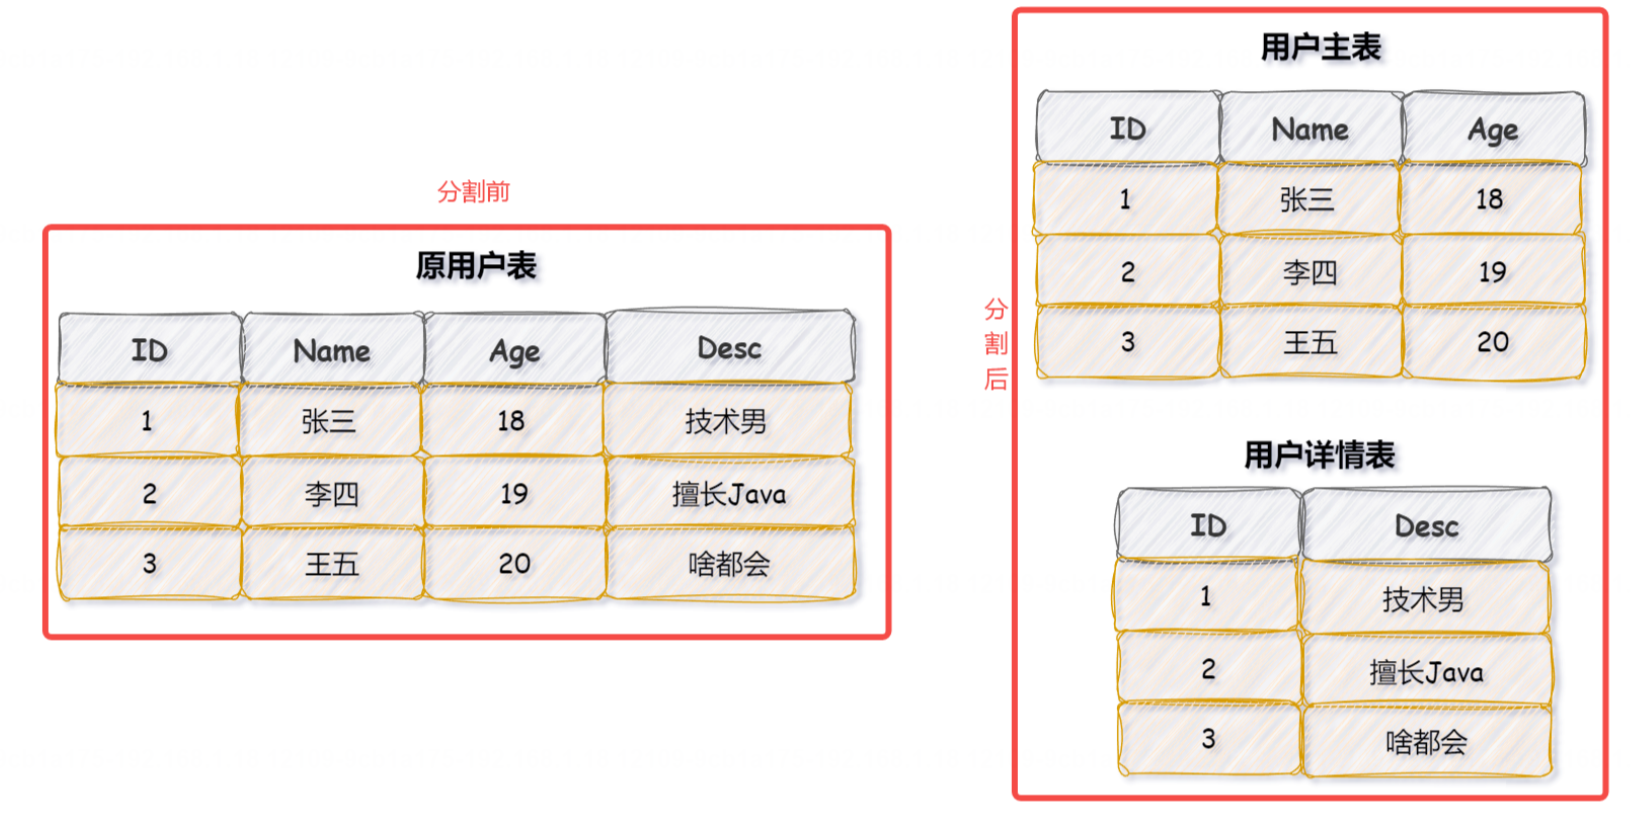 分割前
原用户表
ID Name Age Desc
1 张三 18 技术男
2 李四 19 擅长Java
3 王五 20 啥都会
分割后
用户主表
ID Name Age
1 张三 18
2 李四 19
3 王五 20
用户详情表
ID Desc
1 技术男
2 擅长Java
3 啥都会